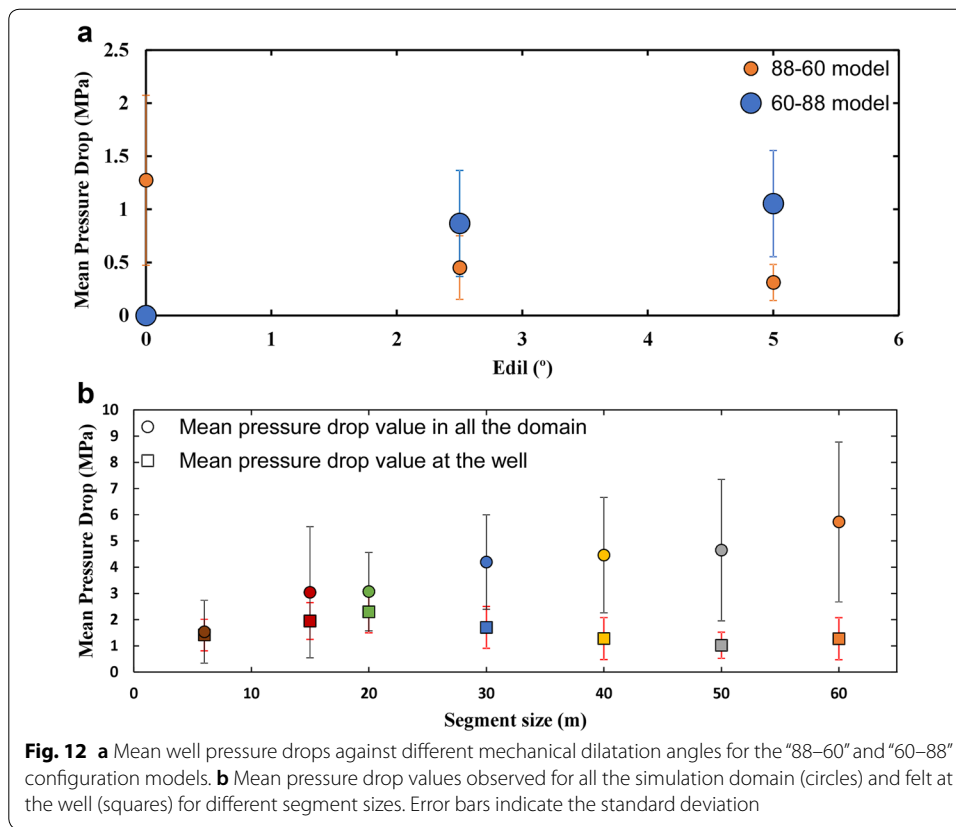 a
2.5
2
1.5
1
0.5
0
Mean Pressure Drop (MPa)
88-60 model
60-88 model
0 1 2 3 4 5 6
Edil (º)
b
10
9
8
7
6
5
4
3
2
1
0
Mean Pressure Drop (MPa)
Mean pressure drop value in all the domain
Mean pressure drop value at the well
0 10 20 30 40 50 60
Segment size (m)
Fig. 12 a Mean well pressure drops against different mechanical dilatation angles for the “88–60” and “60–88”
configuration models. b Mean pressure drop values observed for all the simulation domain (circles) and felt at
the well (squares) for different segment sizes. Error bars indicate the standard deviation